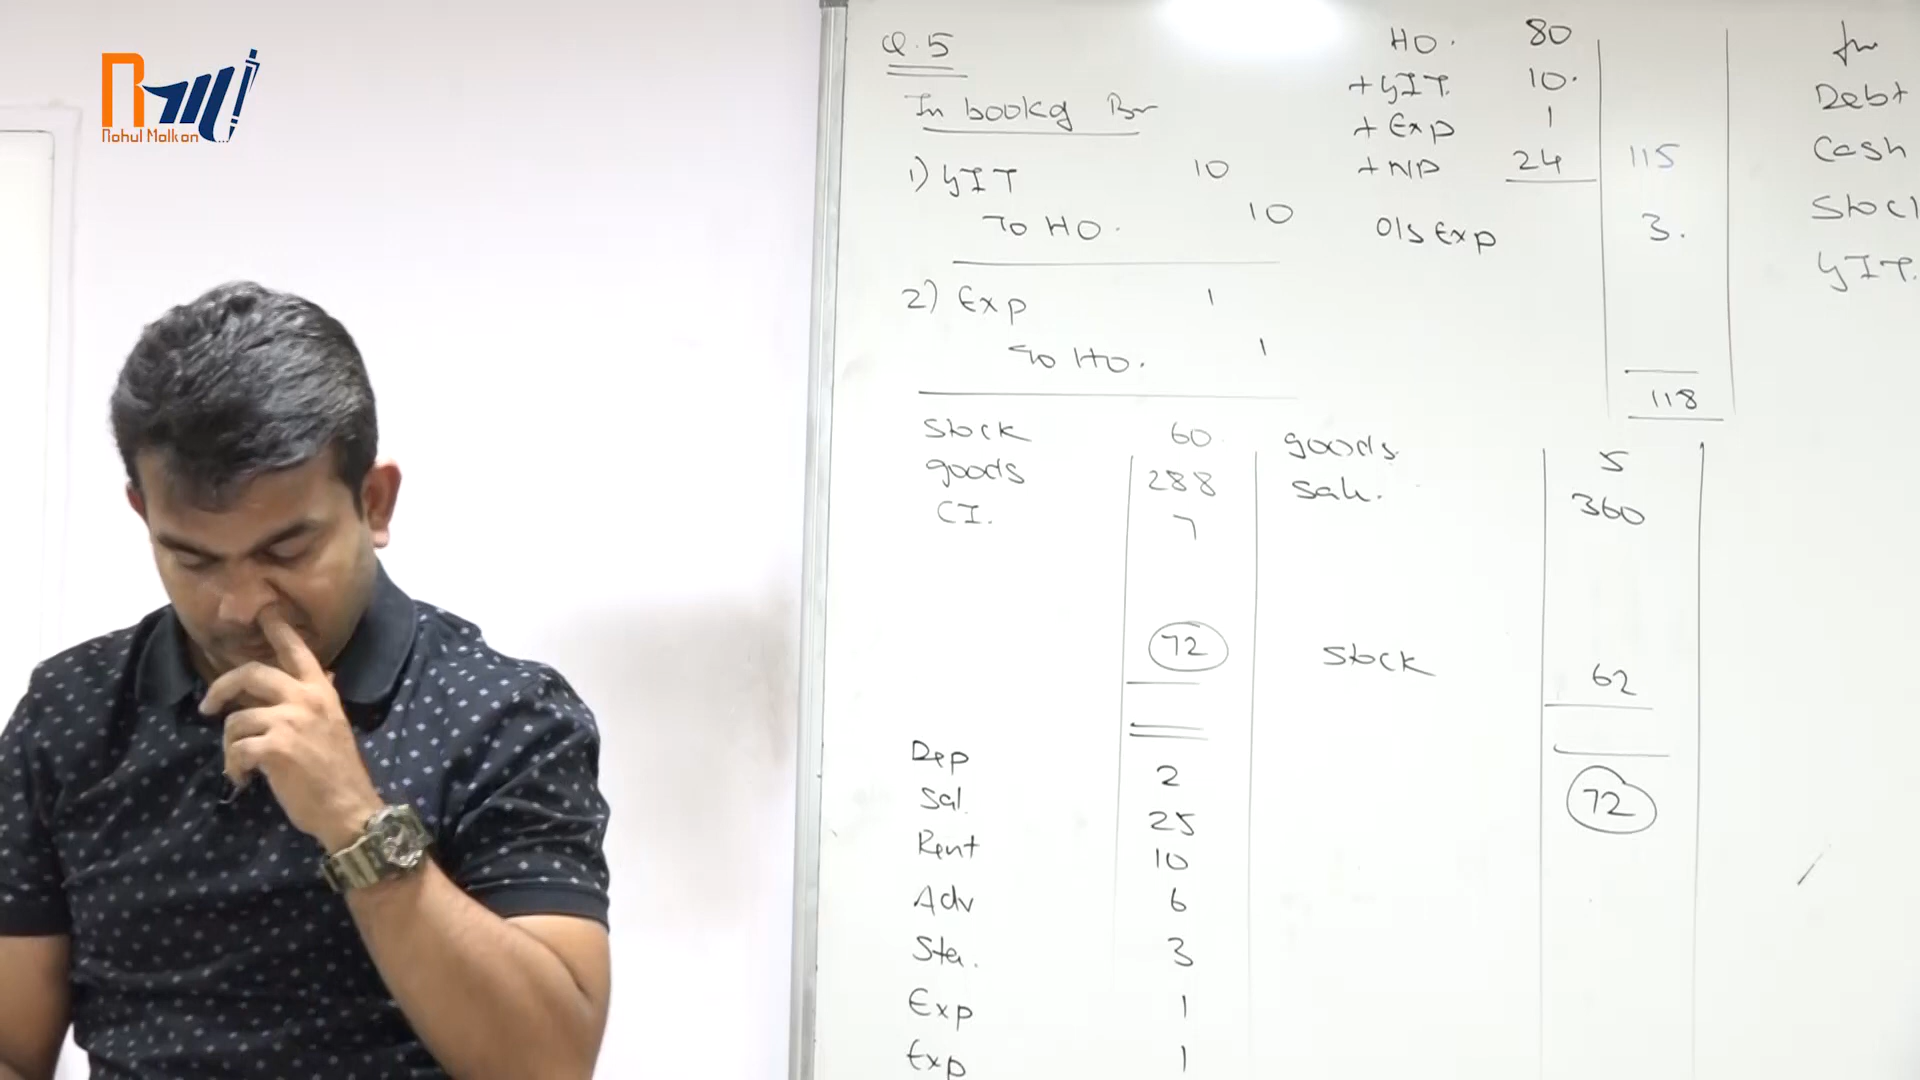 Rahul Malkan
Q.5
In books of Br
1) GIT 10
To HO. 10
2) Exp 1
To HO. 1
HO. 80
+ GIT 10.
+ Exp 1
+ NP 24 115
O/S Exp 3.
118
Debt
Cash
Stoc
GIT.
Stock 60
goods 288
CI. 7
72
goods 5
Sale. 360
Stock 62
72
Dep 2
Sal. 25
Rent 10
Adv 6
Sta. 3
Exp 1
Exp 1